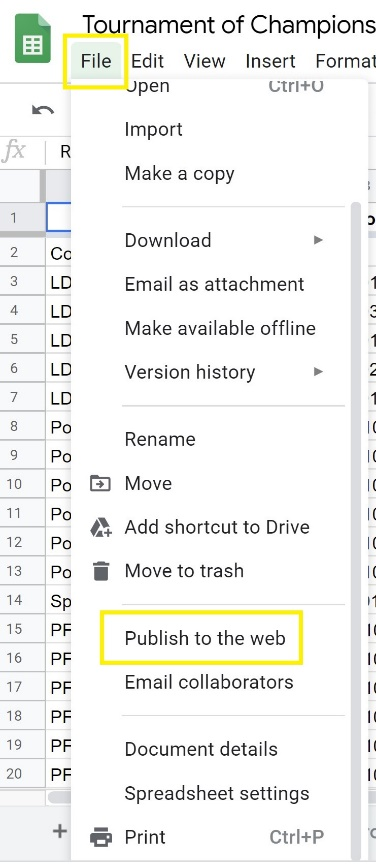 Tournament of Champions
File Edit View Insert Format
Open Ctrl+O
fx R
Import
Make a copy
1
Download
2 Co
Email as attachment
3 LD
4 LD
Make available offline
5 LD
6 LD
Version history
7 LD
8 Po
Rename
9 Po
10 Po
Move
11 Po
12 Po
Add shortcut to Drive
13 Po
Move to trash
14 Sp
15 PF
Publish to the web
16 PF
17 PF
Email collaborators
18 PF
19 PF
Document details
20 PF
Spreadsheet settings
+
Print Ctrl+P